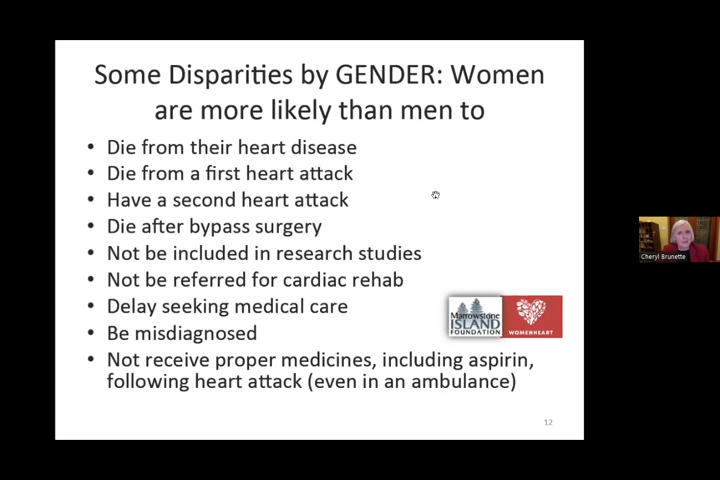 Some Disparities by GENDER: Women
are more likely than men to
• Die from their heart disease
• Die from a first heart attack
• Have a second heart attack
• Die after bypass surgery
• Not be included in research studies
• Not be referred for cardiac rehab
• Delay seeking medical care
• Be misdiagnosed
• Not receive proper medicines, including aspirin,
following heart attack (even in an ambulance)
Marrowstone
ISLAND
FOUNDATION
WOMENHEART
12
Cheryl Brunette